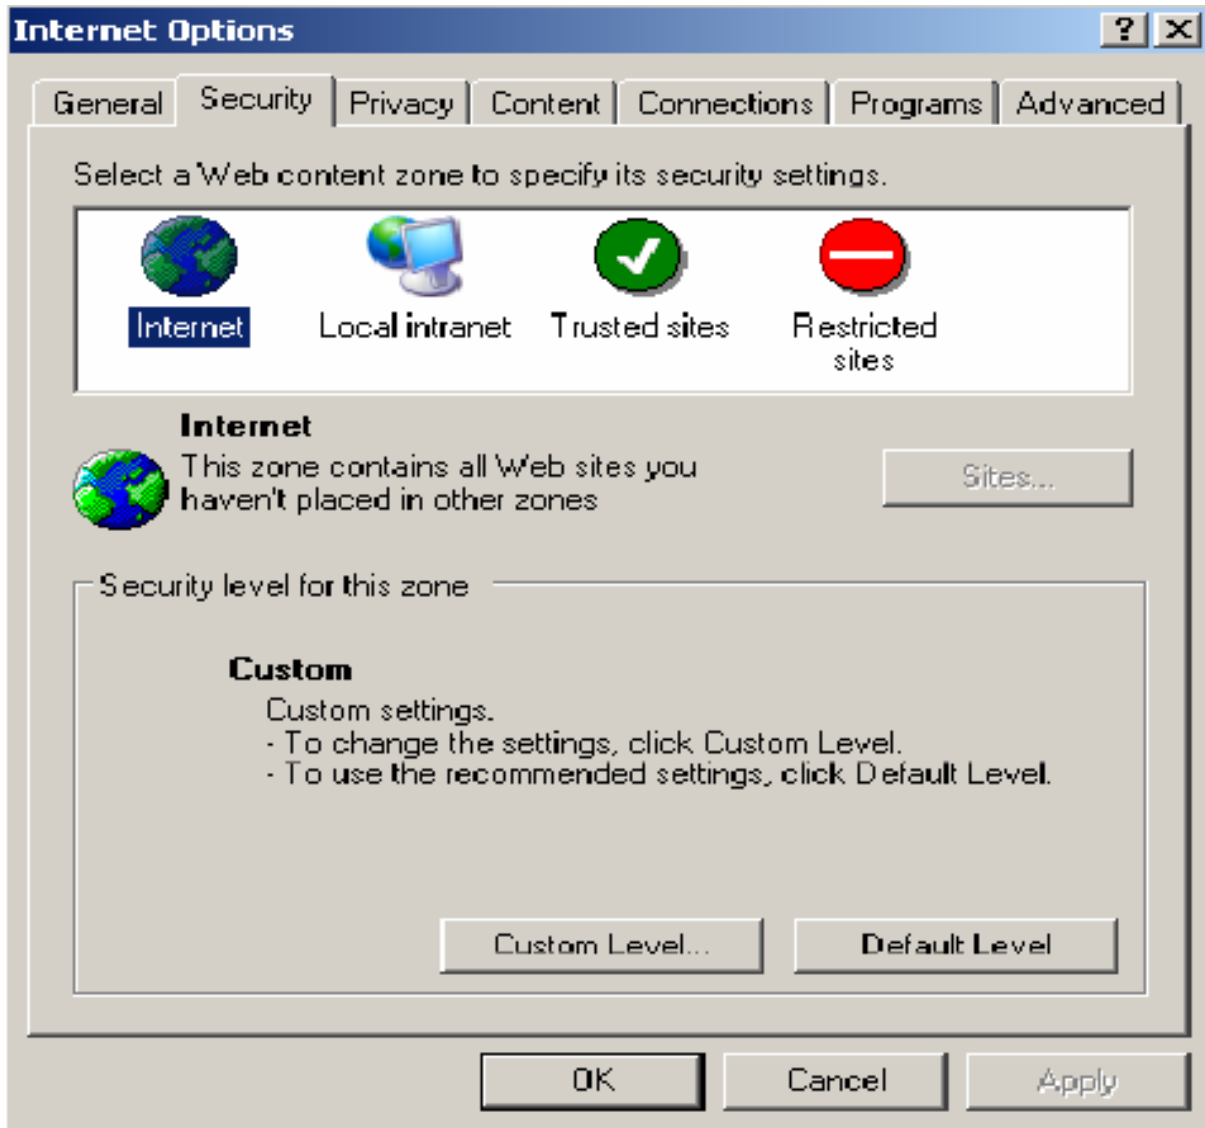 Internet Options
General Security Privacy Content Connections Programs Advanced
Select a Web content zone to specify its security settings.
Internet Local intranet Trusted sites Restricted
sites
Internet
This zone contains all Web sites you
haven't placed in other zones
Sites...
Security level for this zone
Custom
Custom settings.
- To change the settings, click Custom Level.
- To use the recommended settings, click Default Level.
Custom Level... Default Level
OK Cancel Apply